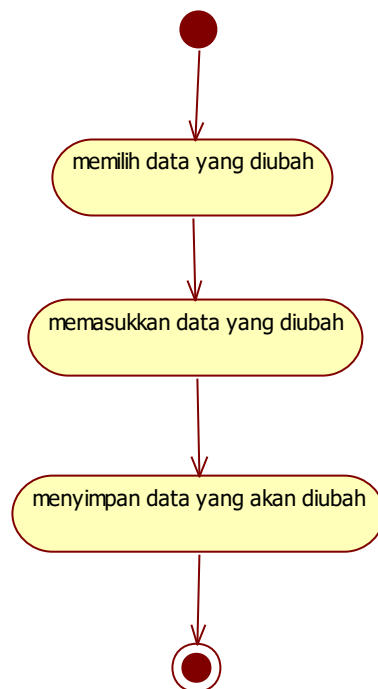 memilih data yang diubah
memasukkan data yang diubah
menyimpan data yang akan diubah